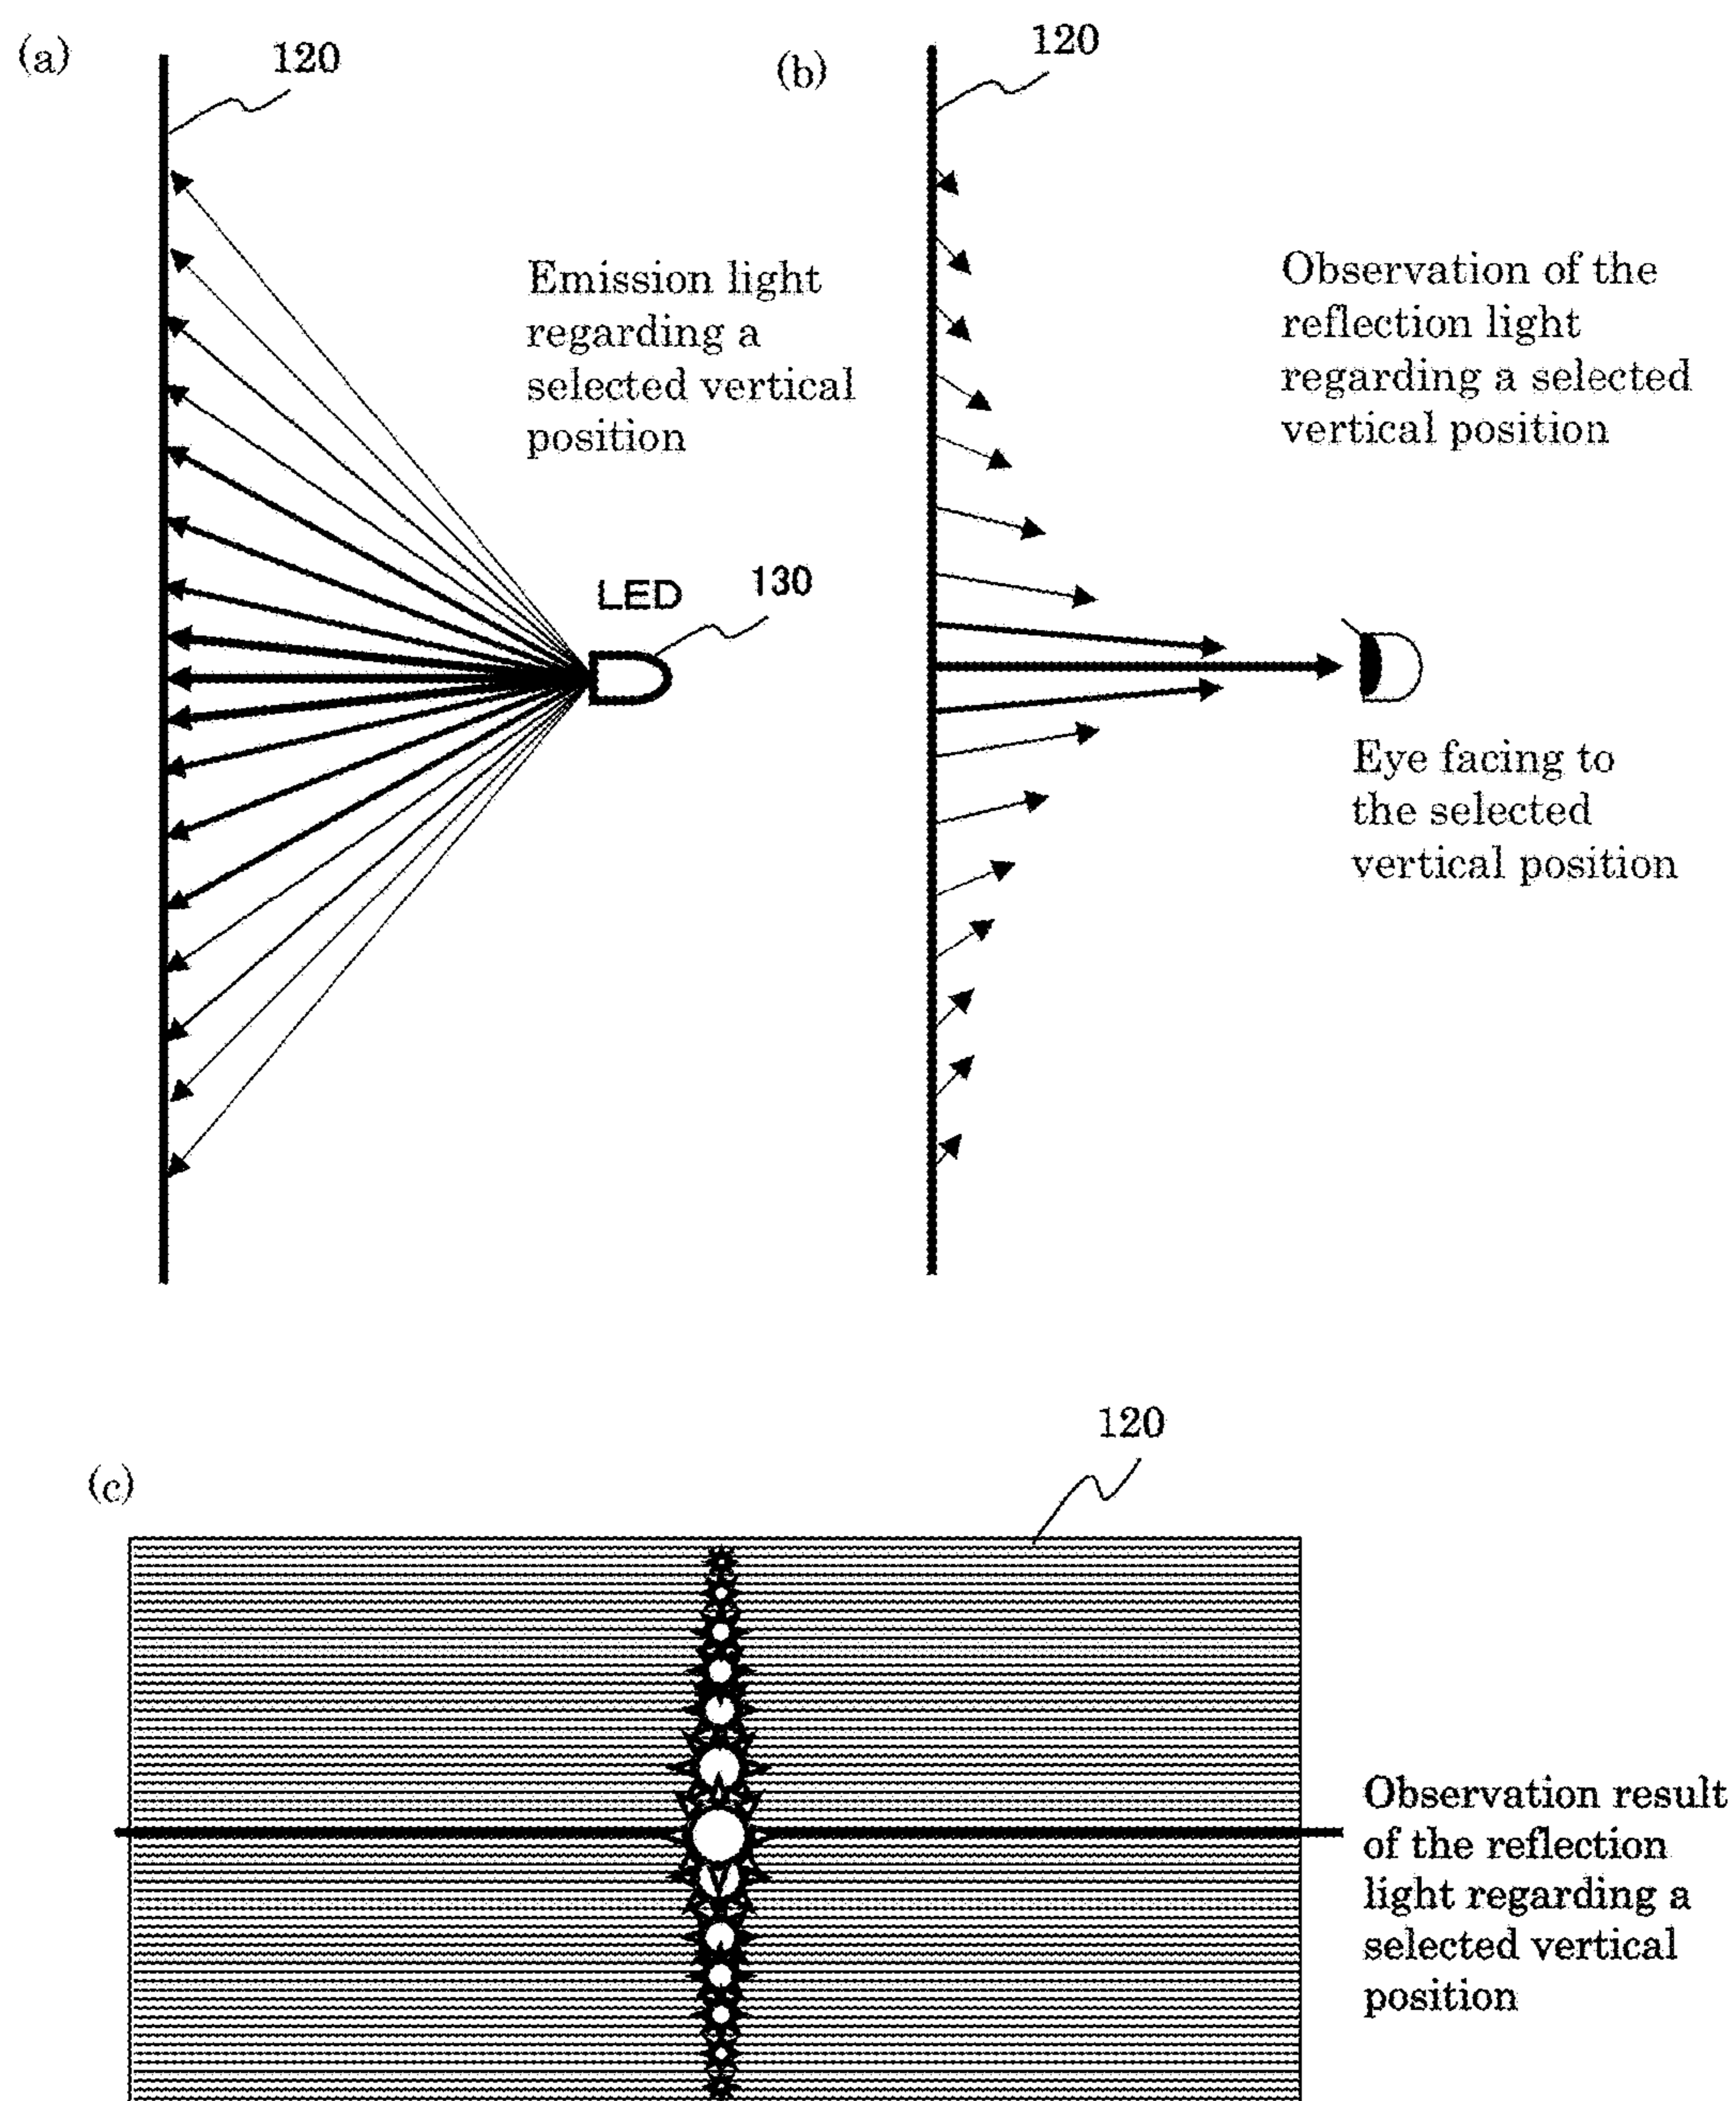 (a)
120
Emission light
regarding a
selected vertical
position
LED
130
(b)
120
Observation of the
reflection light
regarding a selected
vertical position
Eye facing to
the selected
vertical position
(c)
120
Observation result
of the reflection
light regarding a
selected vertical
position